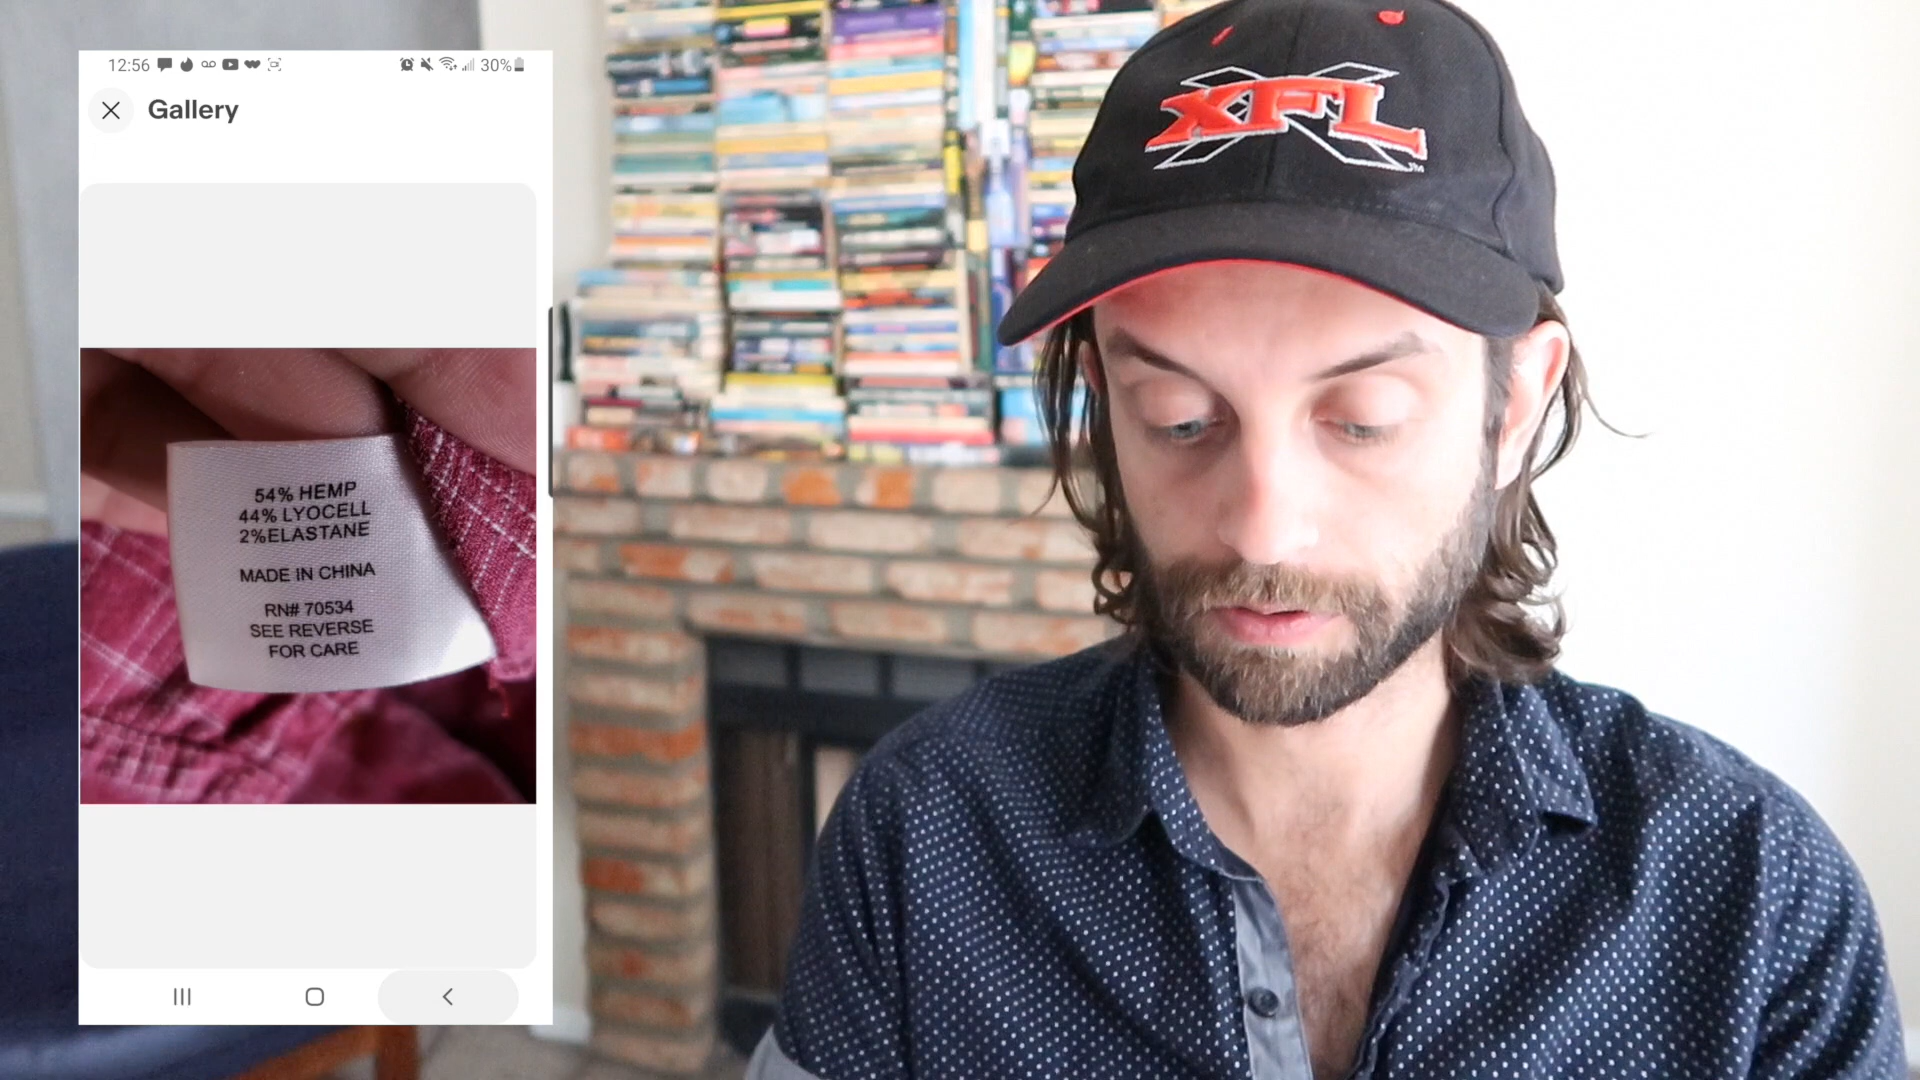 12:56
30%
Gallery
54% HEMP
44% LYOCELL
2%ELASTANE
MADE IN CHINA
RN# 70534
SEE REVERSE
FOR CARE
XFL
TM